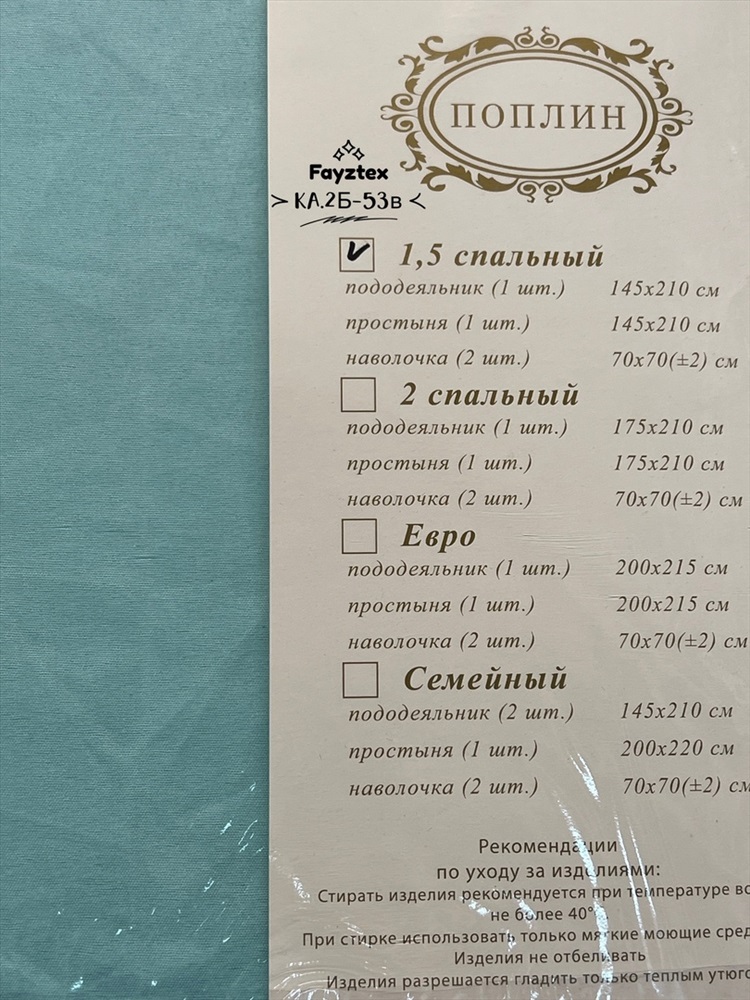 ПОПЛИН
Fayztex
> КА.2Б-53в <
1,5 спальный
пододеяльник (1 шт.) 145x210 см
простыня (1 шт.) 145x210 см
наволочка (2 шт.) 70x70(±2) см
2 спальный
пододеяльник (1 шт.) 175x210 см
простыня (1 шт.) 175x210 см
наволочка (2 шт.) 70x70(±2) см
Евро
пододеяльник (1 шт.) 200x215 см
простыня (1 шт.) 200x215 см
наволочка (2 шт.) 70x70(±2) см
Семейный
пододеяльник (2 шт.) 145x210 см
простыня (1 шт.) 200x220 см
наволочка (2 шт.) 70x70(±2) см
Рекомендации
по уходу за изделиями:
Стирать изделия рекомендуется при температуре
не более 40°
При стирке использовать только мягкие моющие
Изделия не отбеливать
Изделия разрешается гладить только теплым